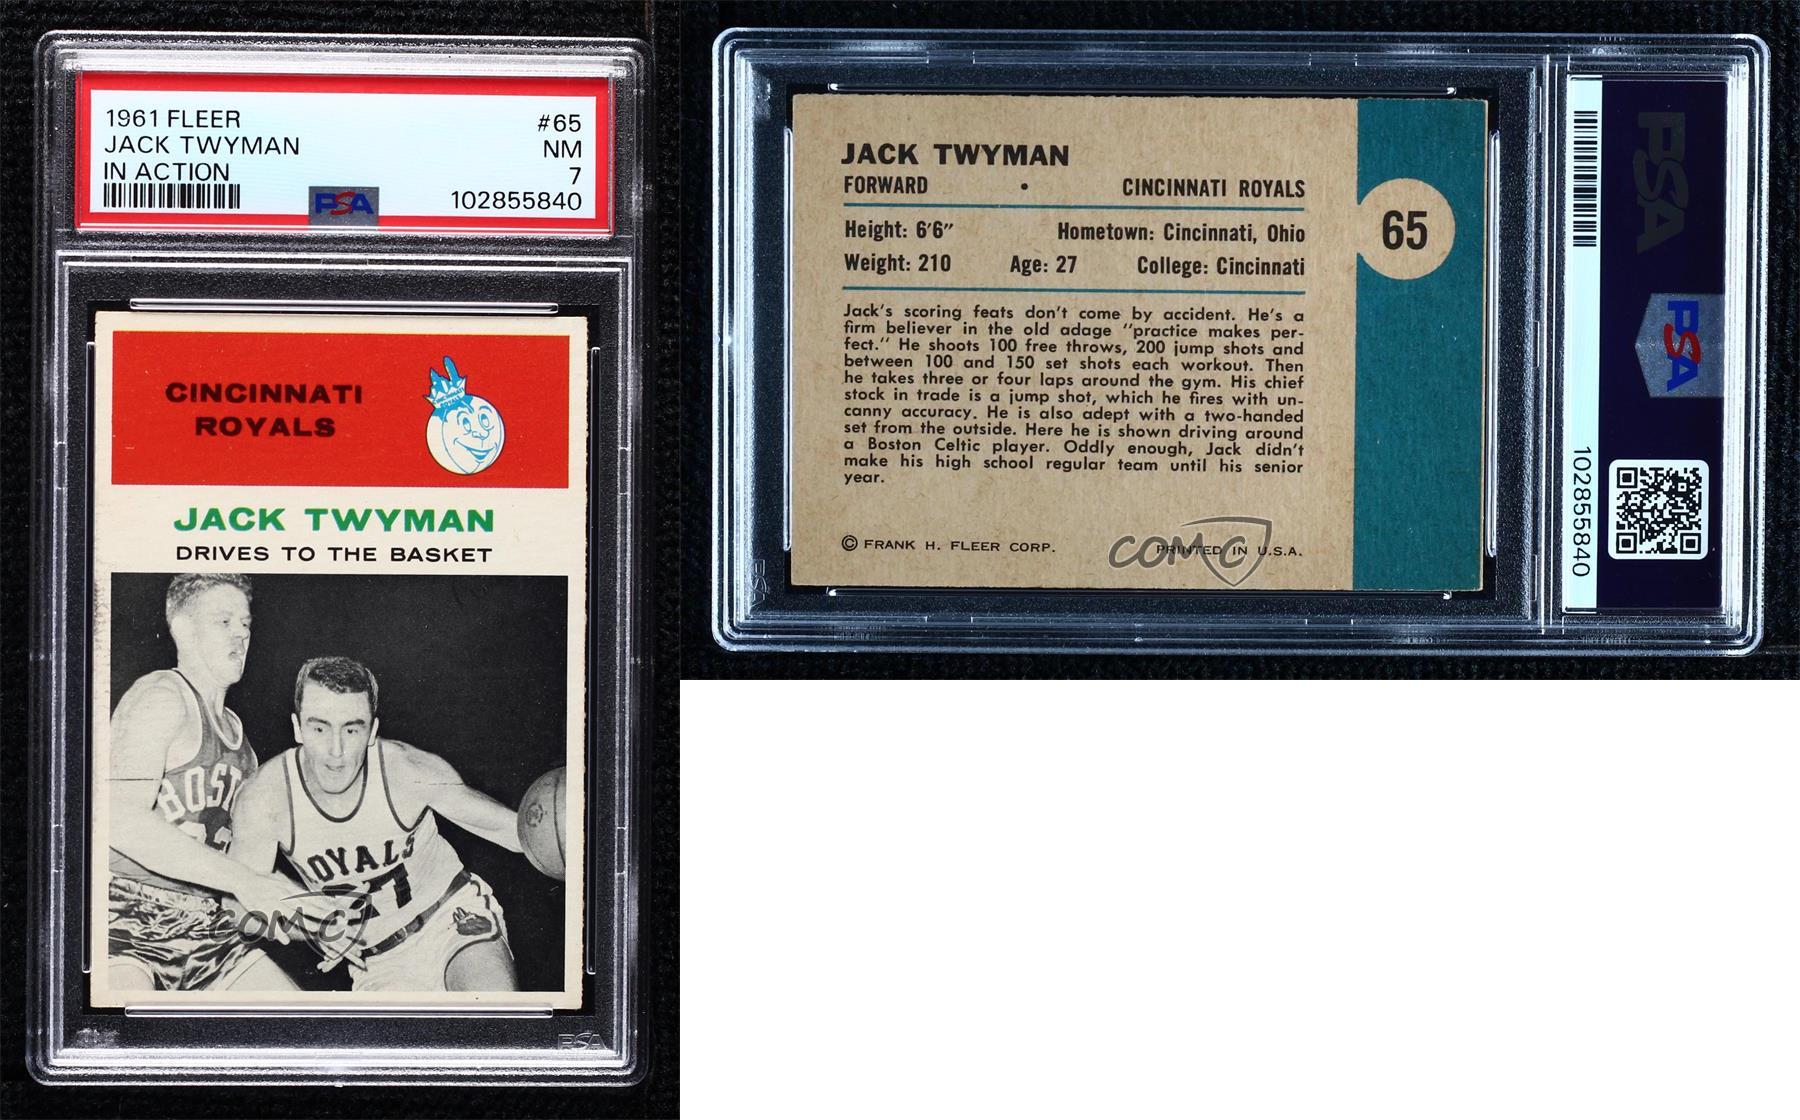 1961 FLEER #65
JACK TWYMAN NM
IN ACTION 7
PSA 102855840
CINCINNATI
ROYALS
JACK TWYMAN
DRIVES TO THE BASKET
BOST
ROYALS
27
COMC
PSA
JACK TWYMAN
FORWARD • CINCINNATI ROYALS
Height: 6'6" Hometown: Cincinnati, Ohio
Weight: 210 Age: 27 College: Cincinnati
65
Jack's scoring feats don't come by accident. He's a
firm believer in the old adage "practice makes per-
fect." He shoots 100 free throws, 200 jump shots and
between 100 and 150 set shots each workout. Then
he takes three or four laps around the gym. His chief
stock in trade is a jump shot, which he fires with un-
canny accuracy. He is also adept with a two-handed
set from the outside. Here he is shown driving around
a Boston Celtic player. Oddly enough, Jack didn't
make his high school regular team until his senior
year.
© FRANK H. FLEER CORP. PRINTED IN U.S.A.
COMC
PSA
PSA
PSA
102855840